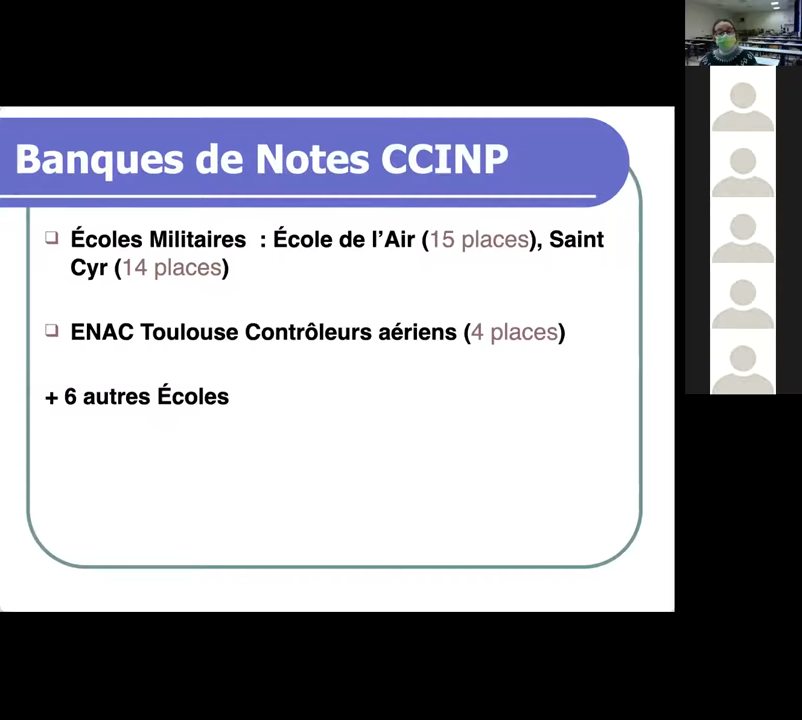 Banques de Notes CCINP
Écoles Militaires  : École de l’Air (15 places), Saint
Cyr (14 places)
ENAC Toulouse Contrôleurs aériens (4 places)
+ 6 autres Écoles